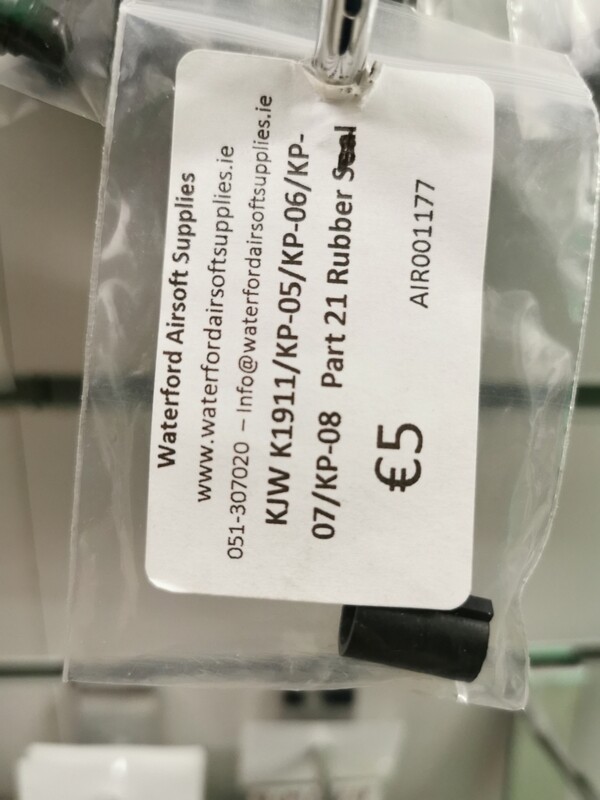 Waterford Airsoft Supplies
www.waterfordairsoftsupplies.ie
051-307020 – Info@waterfordairsoftsupplies.ie
KJW K1911/KP-05/KP-06/KP-
07/KP-08 Part 21 Rubber Seal
€5
AIR001177